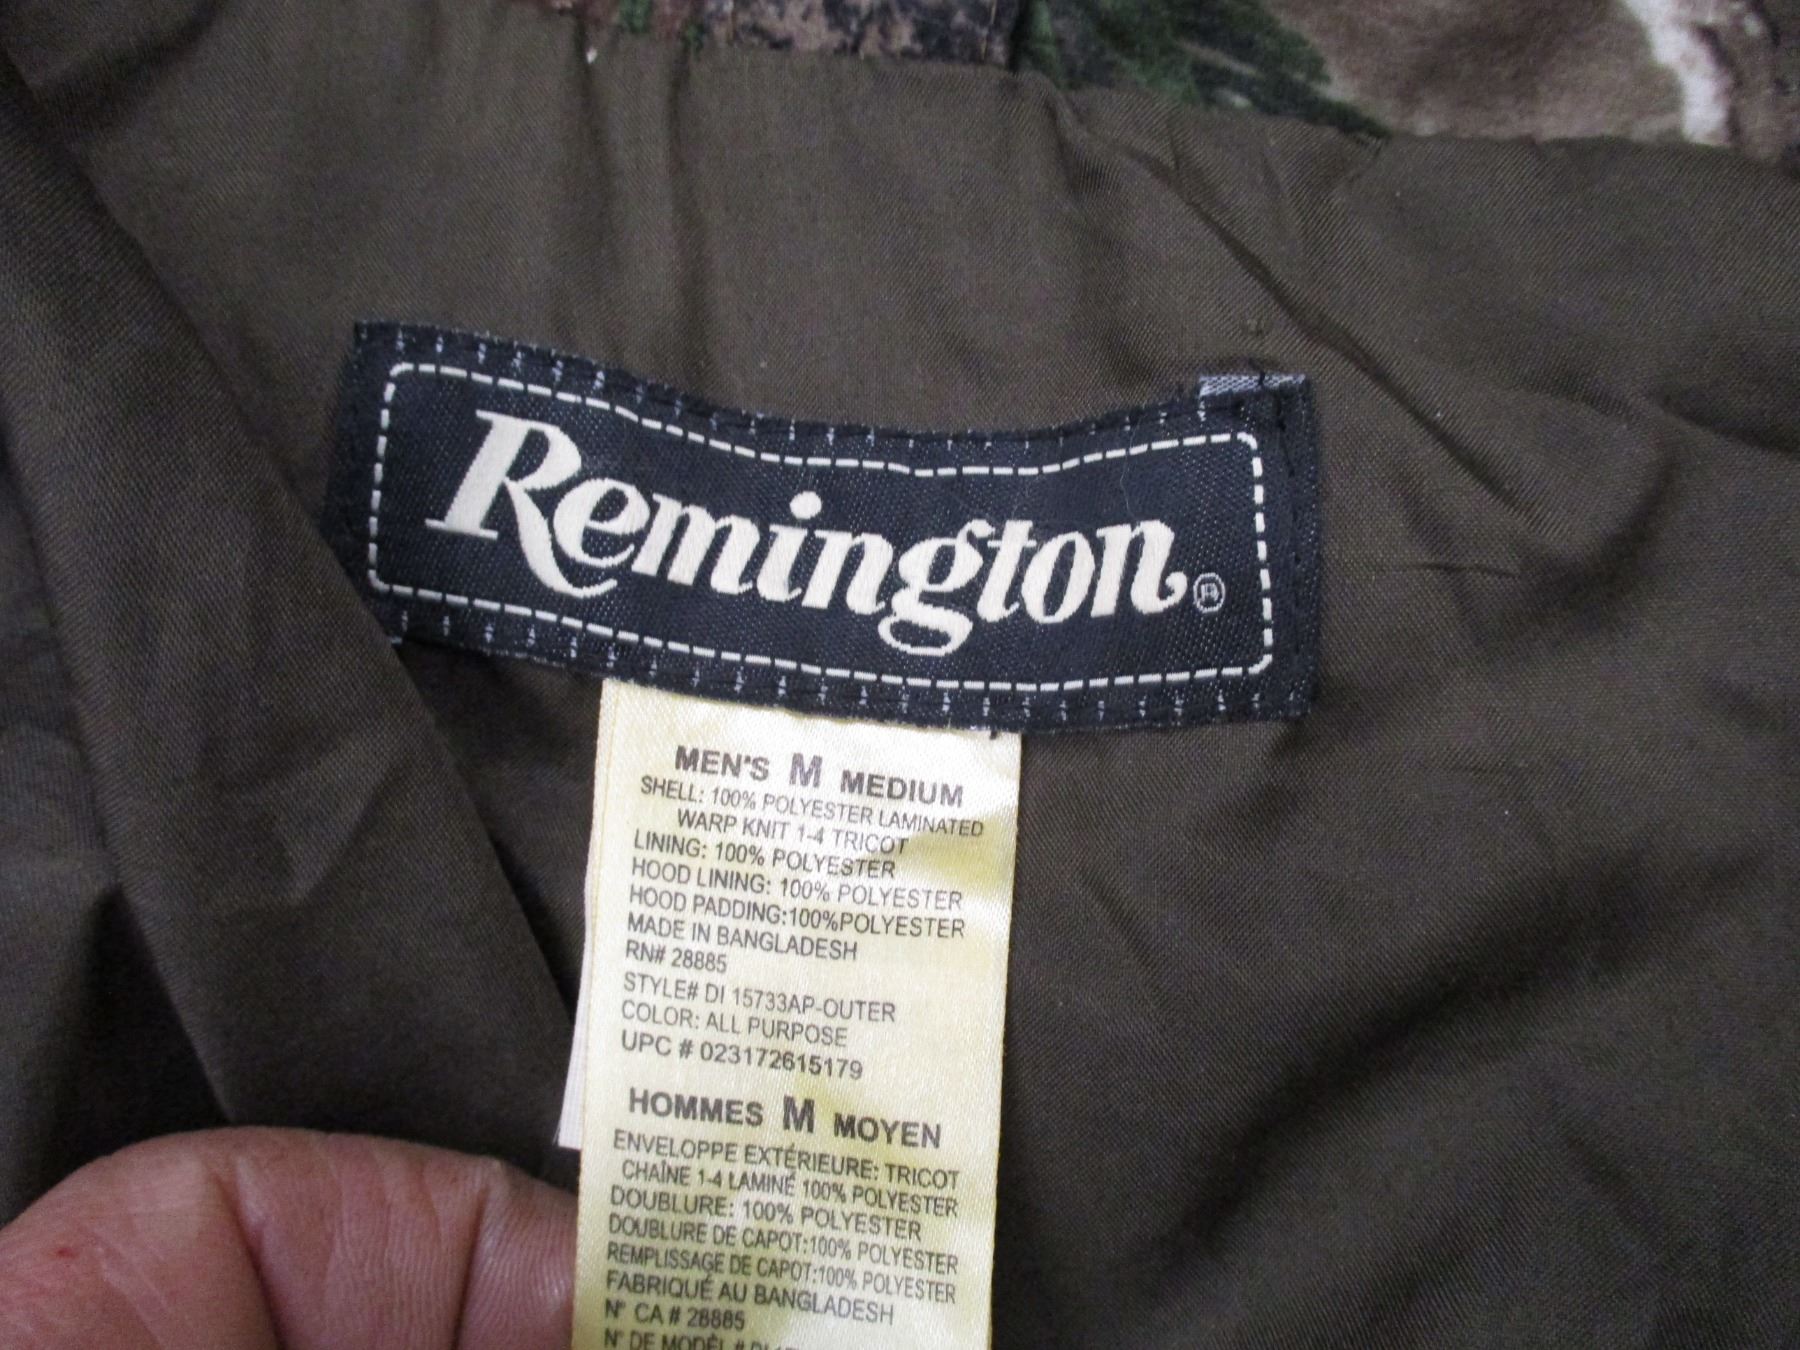 Remington®
MEN'S M MEDIUM
SHELL: 100% POLYESTER LAMINATED
WARP KNIT 1-4 TRICOT
LINING: 100% POLYESTER
HOOD LINING: 100% POLYESTER
HOOD PADDING:100%POLYESTER
MADE IN BANGLADESH
RN# 28885
STYLE# DI 15733AP-OUTER
COLOR: ALL PURPOSE
UPC # 023172615179
HOMMES M MOYEN
ENVELOPPE EXTÉRIEURE: TRICOT
CHAÎNE 1-4 LAMINÉ 100% POLYESTER
DOUBLURE: 100% POLYESTER
DOUBLURE DE CAPOT:100% POLYESTER
REMPLISSAGE DE CAPOT:100% POLYESTER
FABRIQUÉ AU BANGLADESH
N° CA # 28885
N° DE MODÉL #